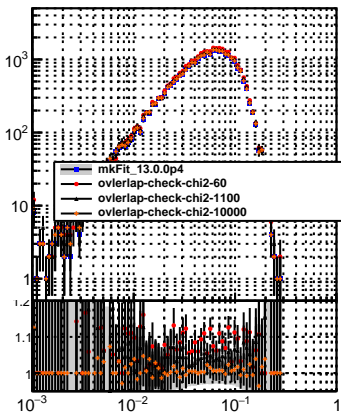 10³
10²
mkFit_13.0.0p4
ovlerlap-check-chi2-60
ovlerlap-check-chi2-1100
ovlerlap-check-chi2-10000
10
1
1.2
1.1
1
10⁻³ 10⁻² 10⁻¹ 1